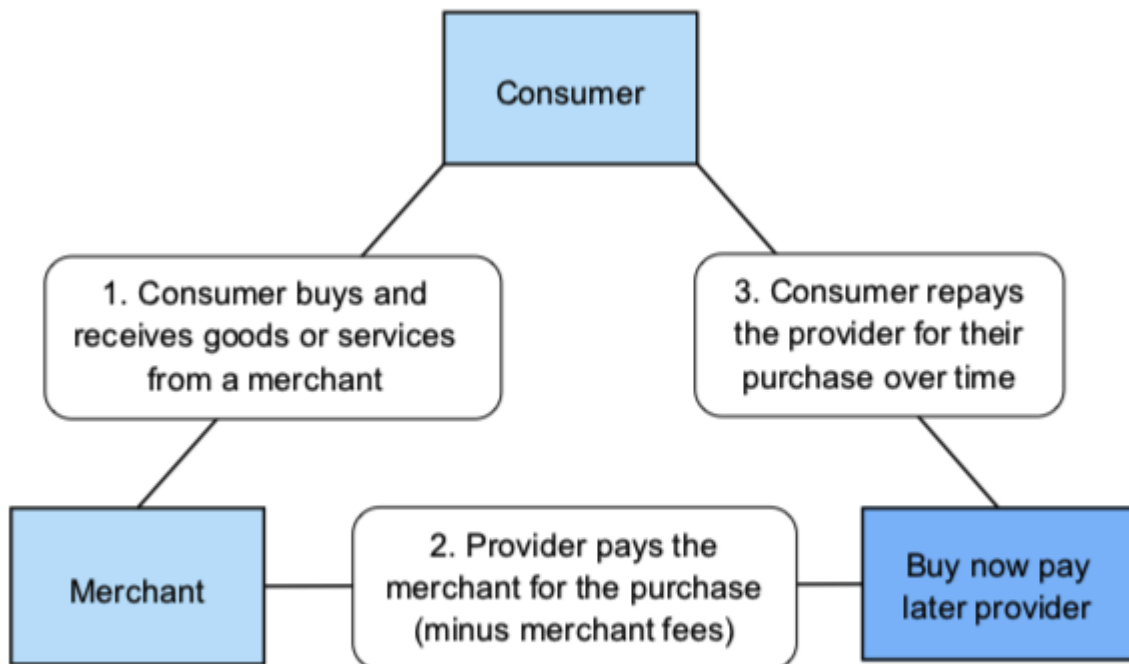 Consumer
1. Consumer buys and
receives goods or services
from a merchant
3. Consumer repays
the provider for their
purchase over time
Merchant
2. Provider pays the
merchant for the purchase
(minus merchant fees)
Buy now pay
later provider